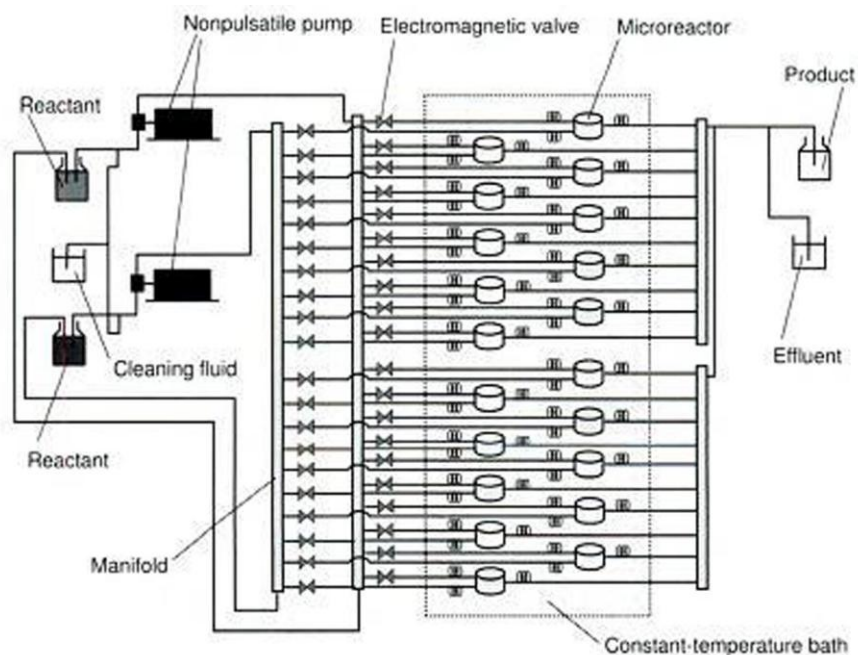 Nonpulsatile pump
Electromagnetic valve
Microreactor
Product
Reactant
Cleaning fluid
Effluent
Reactant
Manifold
Constant-temperature bath